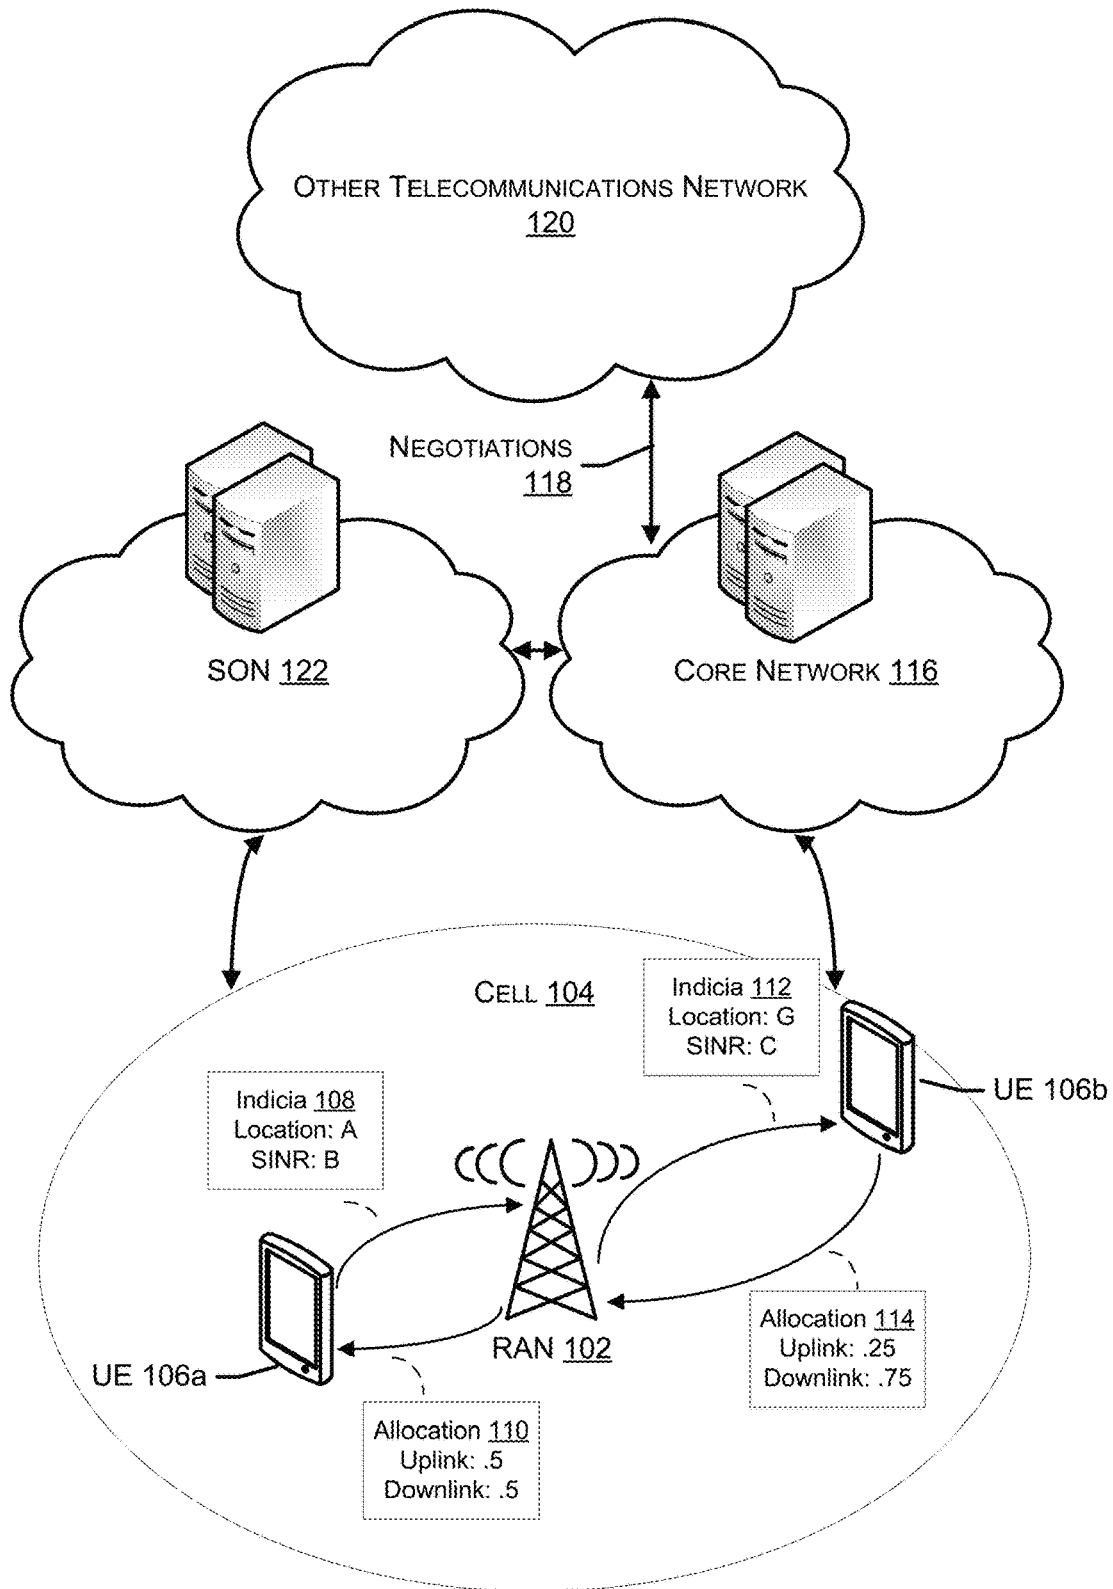 OTHER TELECOMMUNICATIONS NETWORK
120
NEGOTIATIONS
118
SON 122
CORE NETWORK 116
CELL 104
Indicia 112
Location: G
SINR: C
UE 106b
Indicia 108
Location: A
SINR: B
RAN 102
UE 106a
Allocation 114
Uplink: .25
Downlink: .75
Allocation 110
Uplink: .5
Downlink: .5